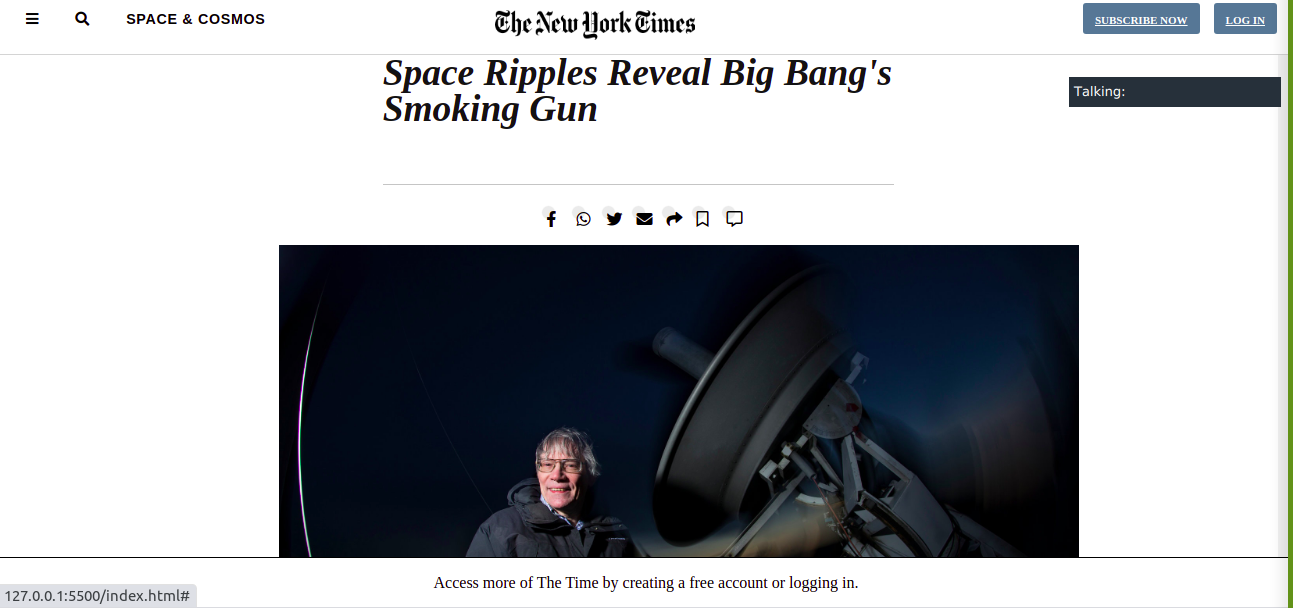 SPACE & COSMOS
The New York Times
SUBSCRIBE NOW
LOG IN
Space Ripples Reveal Big Bang's
Smoking Gun
Talking:
Access more of The Time by creating a free account or logging in.
127.0.0.1:5500/index.html#